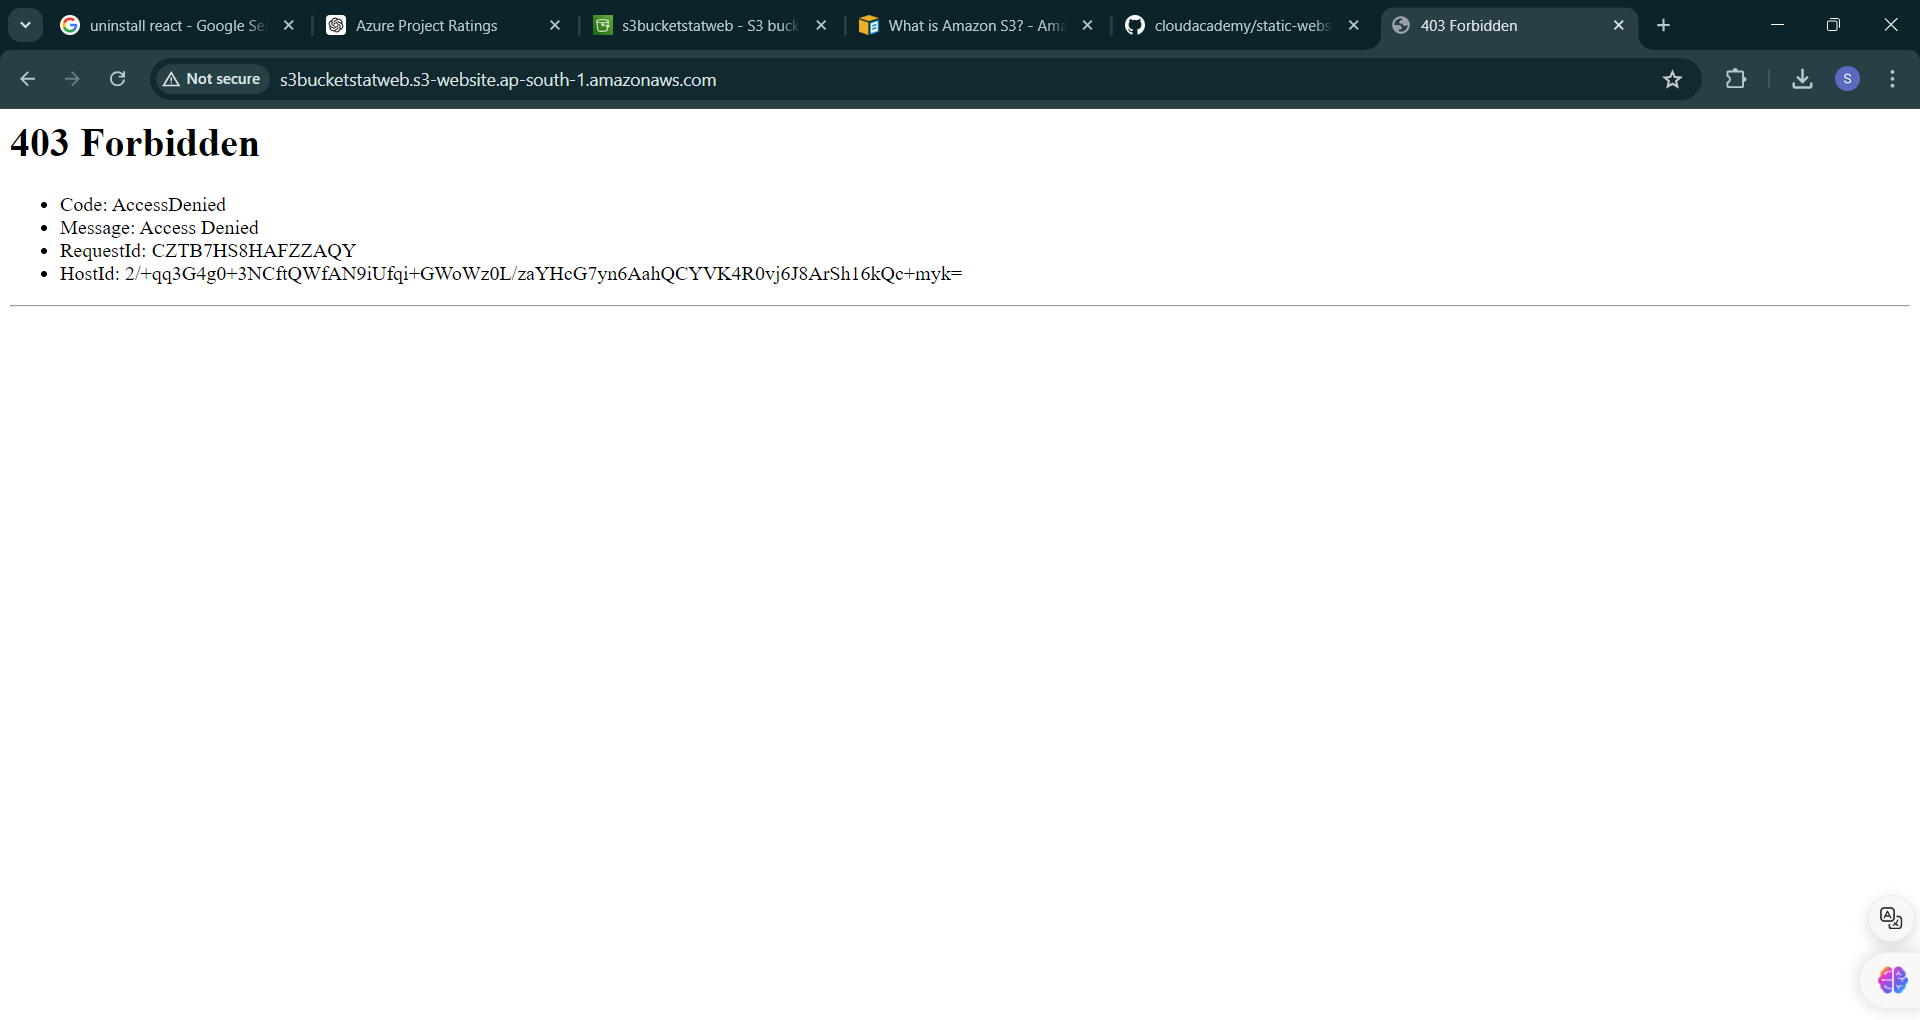 uninstall react - Google Se
Azure Project Ratings
s3bucketstatweb - S3 buck
What is Amazon S3? - Ama
cloudacademy/static-webs
403 Forbidden
Not secure
s3bucketstatweb.s3-website.ap-south-1.amazonaws.com
S
403 Forbidden
• Code: AccessDenied
• Message: Access Denied
• RequestId: CZTB7HS8HAFZZAQY
• HostId: 2/+qq3G4g0+3NCftQWfAN9iUfqi+GWoWz0L/zaYHcG7yn6AahQCYVK4R0vj6J8ArSh16kQc+myk=